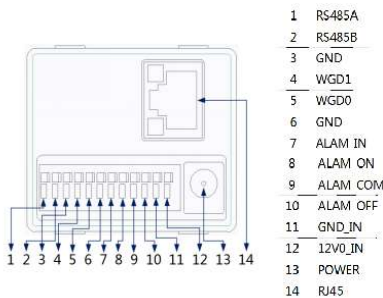 1 RS485A
2 RS485B
3 GND
4 WGD1
5 WGD0
6 GND
7 ALAM IN
8 ALAM ON
9 ALAM COM
10 ALAM OFF
11 GND_IN
12 12V0_IN
13 POWER
14 RJ45
1 2 3 4 5 6 7 8 9 10 11 12 13 14